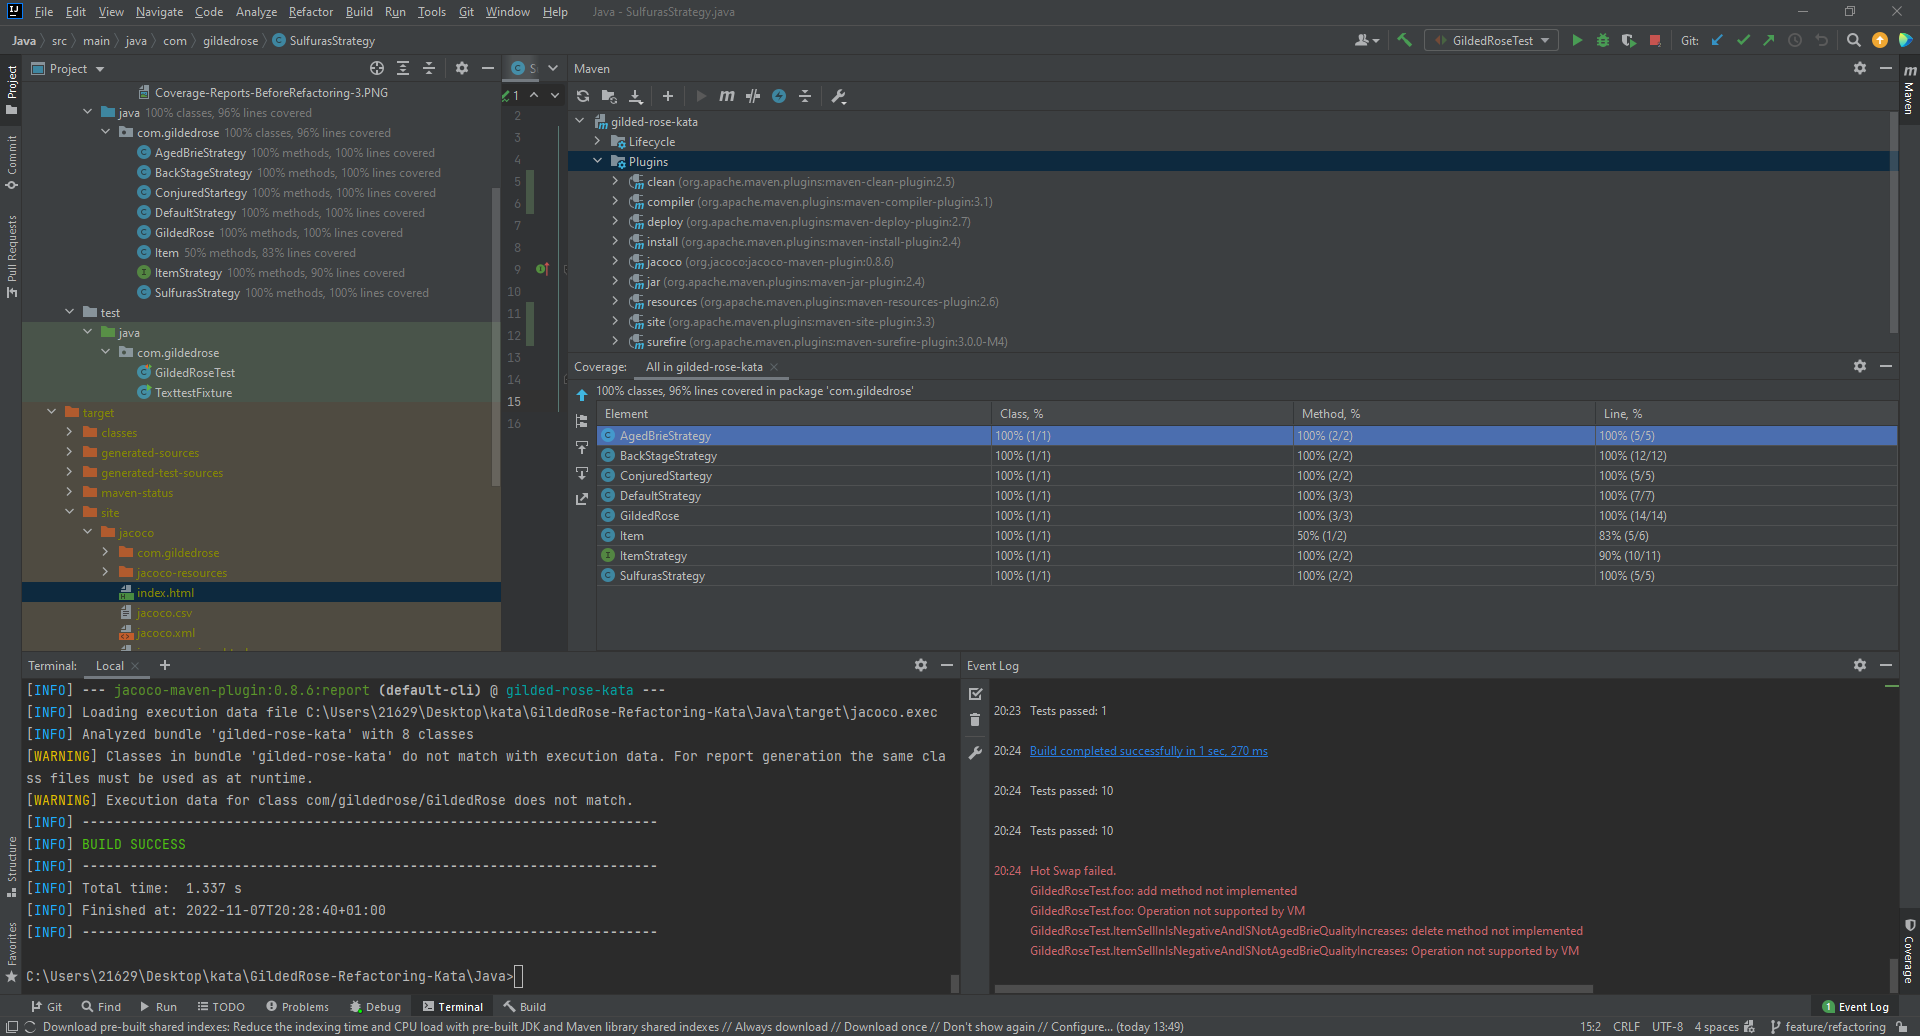 File Edit View Navigate Code Analyze Refactor Build Run Tools Git Window Help Java - SulfurasStrategy.java
Java src main java com gildedrose SulfurasStrategy
GildedRoseTest
Git:
Project
Coverage-Reports-BeforeRefactoring-3.PNG
java 100% classes, 96% lines covered
com.gildedrose 100% classes, 96% lines covered
AgedBrieStrategy 100% methods, 100% lines covered
BackStageStrategy 100% methods, 100% lines covered
ConjuredStartegy 100% methods, 100% lines covered
DefaultStrategy 100% methods, 100% lines covered
GildedRose 100% methods, 100% lines covered
Item 50% methods, 83% lines covered
ItemStrategy 100% methods, 90% lines covered
SulfurasStrategy 100% methods, 100% lines covered
test
java
com.gildedrose
GildedRoseTest
TexttestFixture
target
classes
generated-sources
generated-test-sources
maven-status
site
jacoco
com.gildedrose
jacoco-resources
index.html
jacoco.csv
jacoco.xml
Project
Commit
Pull Requests
Structure
Favorites
S
1
2
3
4
5
6
7
8
9
10
11
12
13
14
15
16
Maven
gilded-rose-kata
Lifecycle
Plugins
clean (org.apache.maven.plugins:maven-clean-plugin:2.5)
compiler (org.apache.maven.plugins:maven-compiler-plugin:3.1)
deploy (org.apache.maven.plugins:maven-deploy-plugin:2.7)
install (org.apache.maven.plugins:maven-install-plugin:2.4)
jacoco (org.jacoco:jacoco-maven-plugin:0.8.6)
jar (org.apache.maven.plugins:maven-jar-plugin:2.4)
resources (org.apache.maven.plugins:maven-resources-plugin:2.6)
site (org.apache.maven.plugins:maven-site-plugin:3.3)
surefire (org.apache.maven.plugins:maven-surefire-plugin:3.0.0-M4)
Maven
Coverage: All in gilded-rose-kata
100% classes, 96% lines covered in package 'com.gildedrose'
Element Class, % Method, % Line, %
AgedBrieStrategy 100% (1/1) 100% (2/2) 100% (5/5)
BackStageStrategy 100% (1/1) 100% (2/2) 100% (12/12)
ConjuredStartegy 100% (1/1) 100% (2/2) 100% (5/5)
DefaultStrategy 100% (1/1) 100% (3/3) 100% (7/7)
GildedRose 100% (1/1) 100% (3/3) 100% (14/14)
Item 100% (1/1) 50% (1/2) 83% (5/6)
ItemStrategy 100% (1/1) 100% (2/2) 90% (10/11)
SulfurasStrategy 100% (1/1) 100% (2/2) 100% (5/5)
Terminal: Local
[INFO] --- jacoco-maven-plugin:0.8.6:report (default-cli) @ gilded-rose-kata ---
[INFO] Loading execution data file C:\Users\21629\Desktop\kata\GildedRose-Refactoring-Kata\Java\target\jacoco.exec
[INFO] Analyzed bundle 'gilded-rose-kata' with 8 classes
[WARNING] Classes in bundle 'gilded-rose-kata' do not match with execution data. For report generation the same cla
ss files must be used as at runtime.
[WARNING] Execution data for class com/gildedrose/GildedRose does not match.
[INFO] ------------------------------------------------------------------------
[INFO] BUILD SUCCESS
[INFO] ------------------------------------------------------------------------
[INFO] Total time:  1.337 s
[INFO] Finished at: 2022-11-07T20:28:40+01:00
[INFO] ------------------------------------------------------------------------
C:\Users\21629\Desktop\kata\GildedRose-Refactoring-Kata\Java>
Event Log
20:23 Tests passed: 1
20:24 Build completed successfully in 1 sec, 270 ms
20:24 Tests passed: 10
20:24 Tests passed: 10
20:24 Hot Swap failed.
GildedRoseTest.foo: add method not implemented
GildedRoseTest.foo: Operation not supported by VM
GildedRoseTest.ItemSellInIsNegativeAndISNotAgedBrieQualityIncreases: delete method not implemented
GildedRoseTest.ItemSellInIsNegativeAndISNotAgedBrieQualityIncreases: Operation not supported by VM
Coverage
Git Find Run TODO Problems Debug Terminal Build 1 Event Log
Download pre-built shared indexes: Reduce the indexing time and CPU load with pre-built JDK and Maven library shared indexes // Always download // Download once // Don't show again // Configure... (today 13:49) 15:2 CRLF UTF-8 4 spaces feature/refactoring